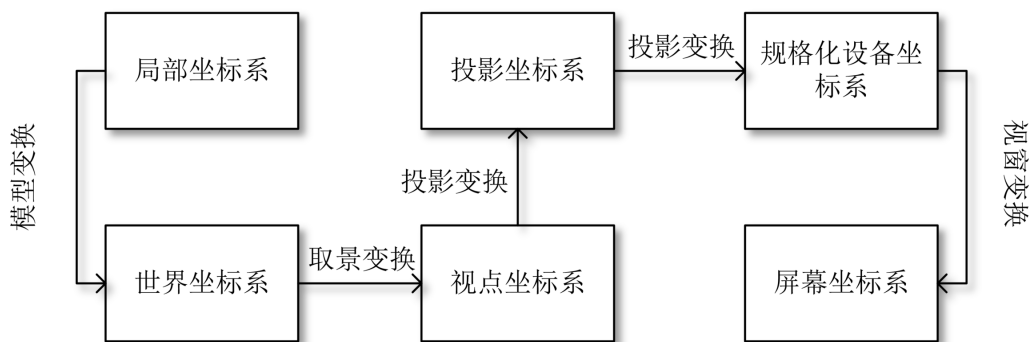 局部坐标系
模型变换
世界坐标系
取景变换
视点坐标系
投影变换
投影坐标系
投影变换
规格化设备坐
标系
视窗变换
屏幕坐标系